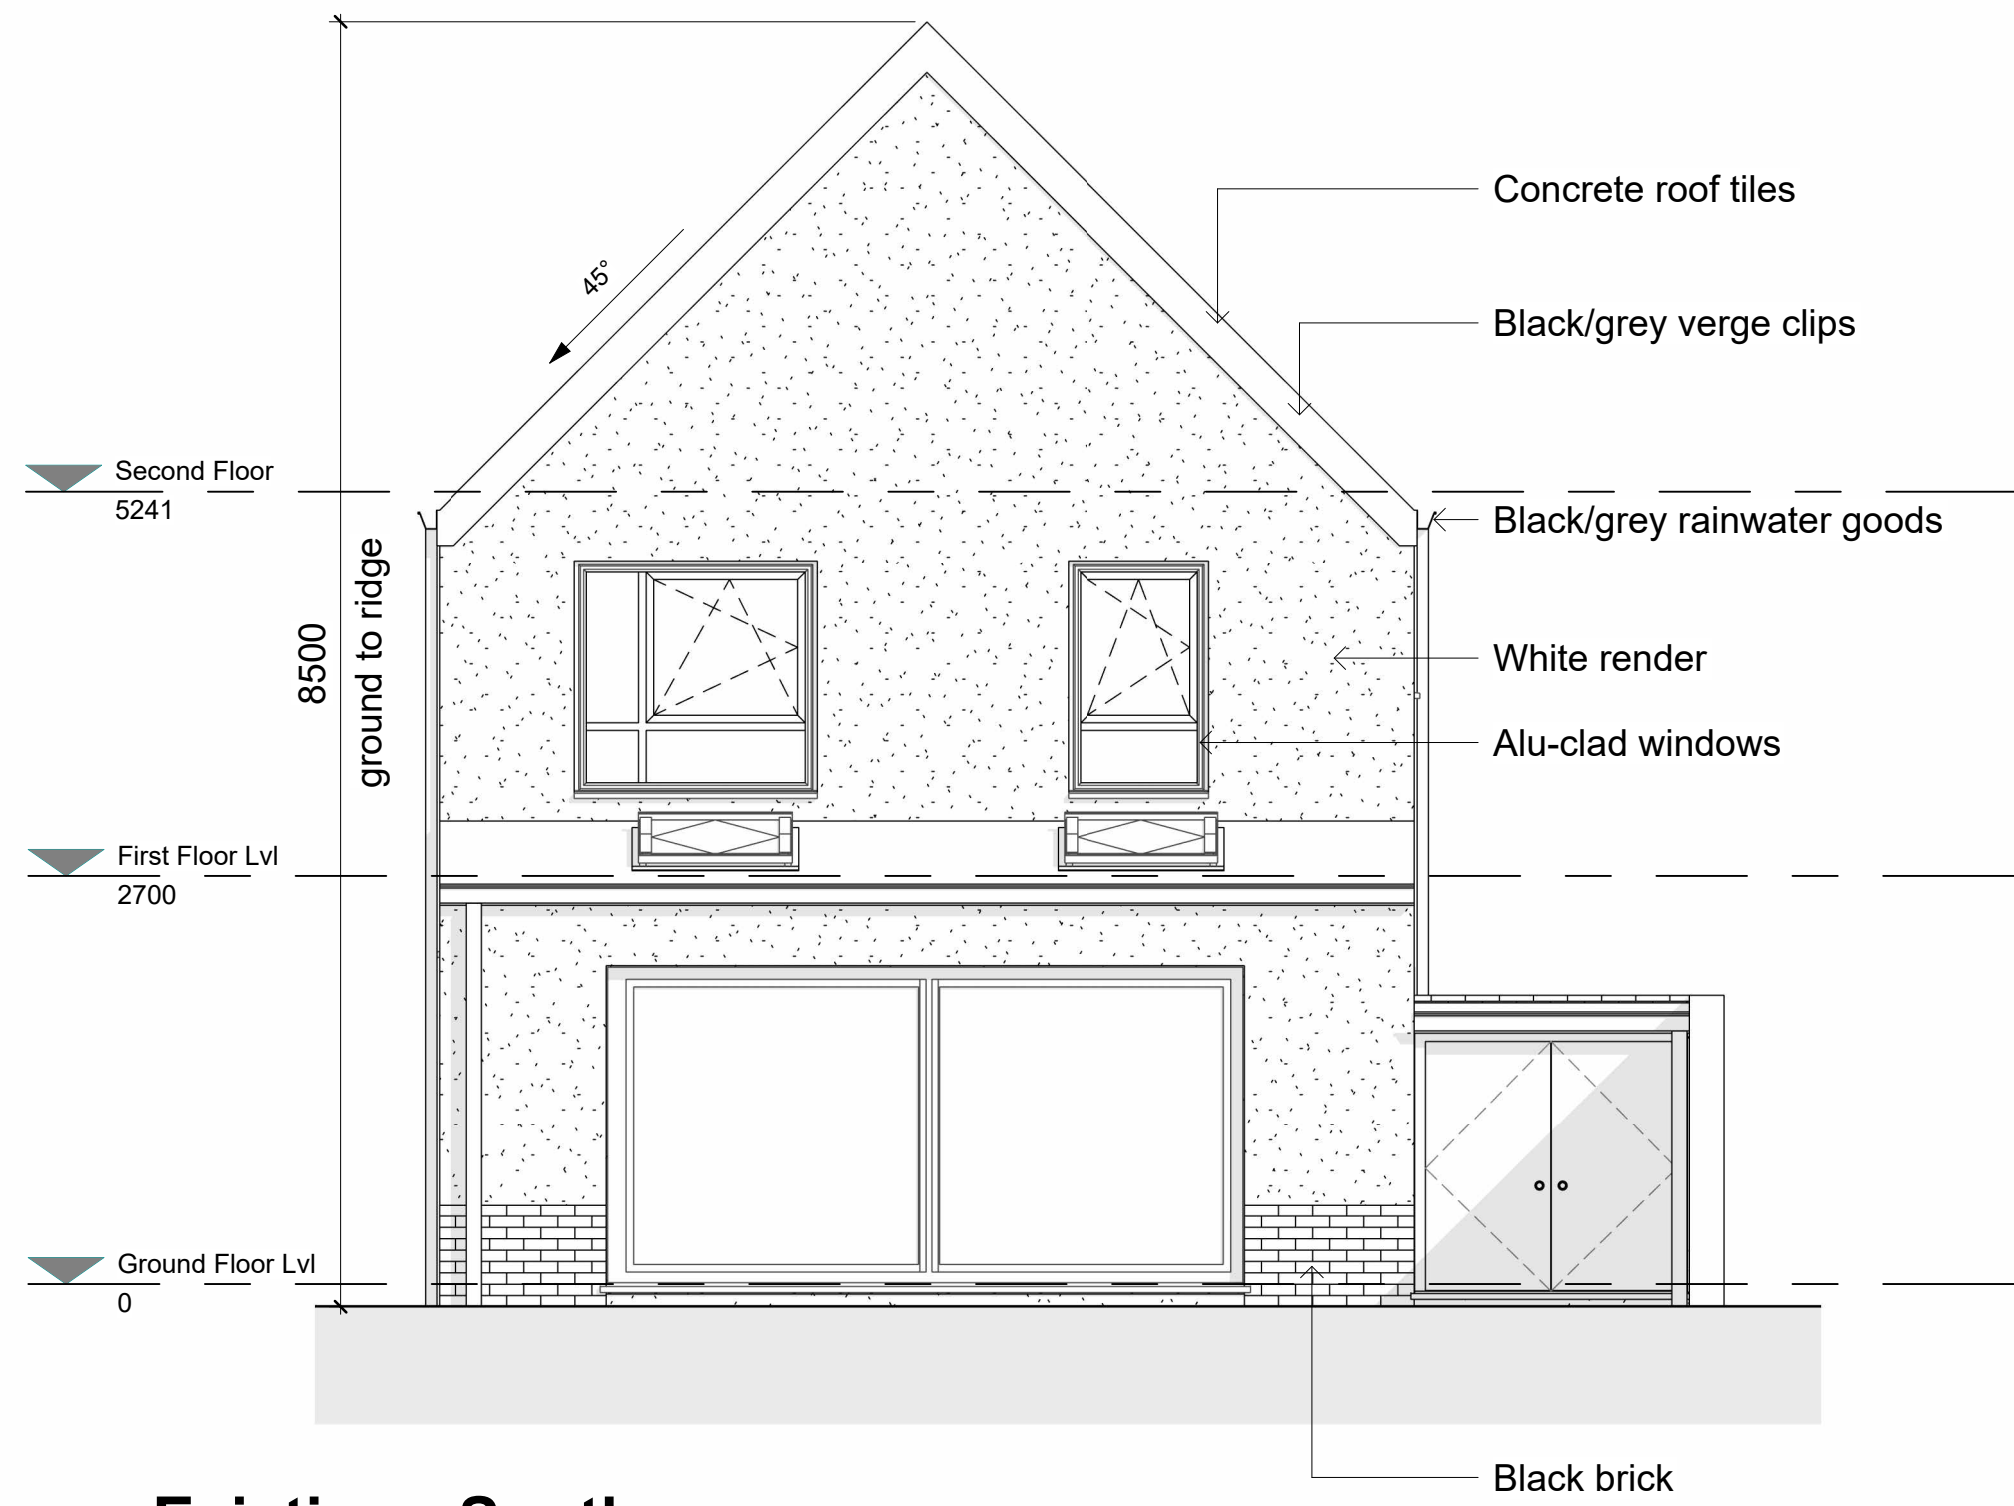 Concrete roof tiles
Black/grey verge clips
45°
Second Floor
5241
Black/grey rainwater goods
8500
ground to ridge
White render
Alu-clad windows
First Floor Lvl
2700
Ground Floor Lvl
0
Black brick